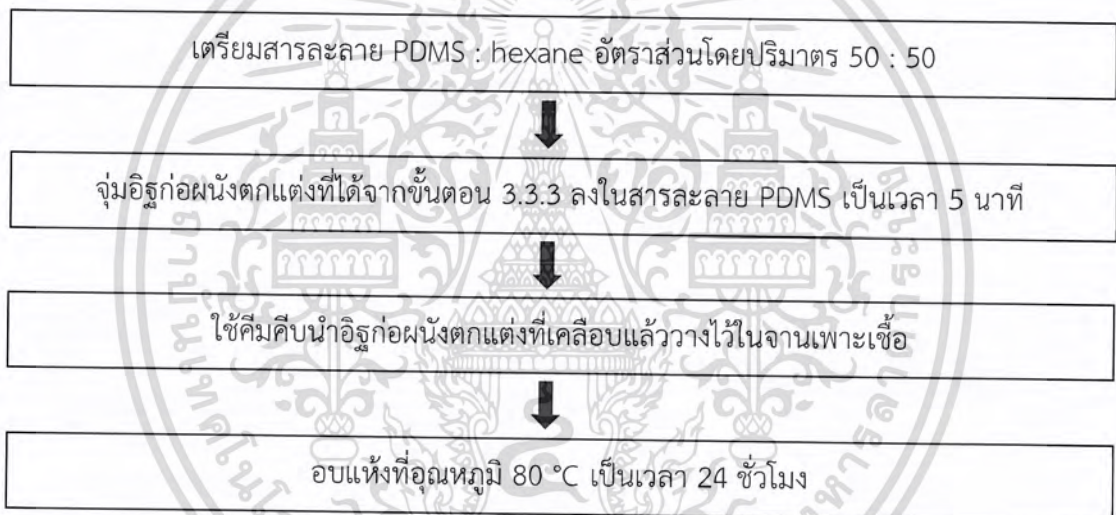 เตรียมสารละลาย PDMS : hexane อัตราส่วนโดยปริมาตร 50 : 50
จุ่มอิฐก่อผนังตกแต่งที่ได้จากขั้นตอน 3.3.3 ลงในสารละลาย PDMS เป็นเวลา 5 นาที
ใช้คีมคีบนำอิฐก่อผนังตกแต่งที่เคลือบแล้ววางไว้ในจานเพาะเชื้อ
อบแห้งที่อุณหภูมิ 80 °C เป็นเวลา 24 ชั่วโมง